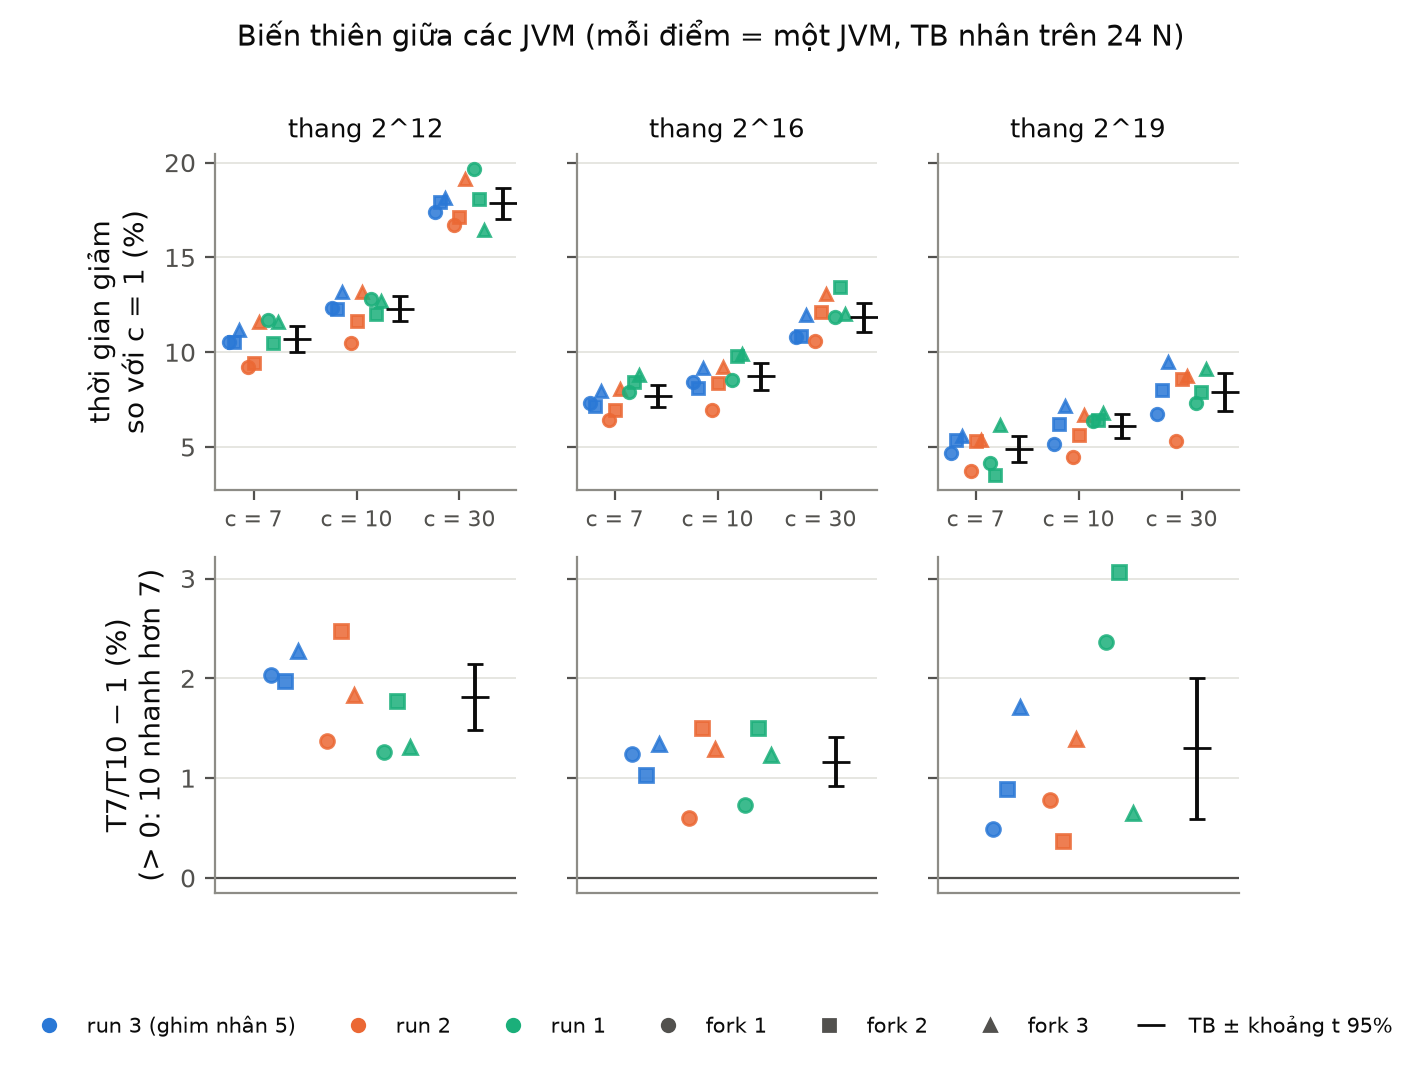 Biến thiên giữa các JVM (mỗi điểm = một JVM, TB nhân trên 24 N)
thang 2^12
thang 2^16
thang 2^19
thời gian giảm
so với c = 1 (%)
20
15
10
5
c = 7
c = 10
c = 30
c = 7
c = 10
c = 30
c = 7
c = 10
c = 30
T7/T10 − 1 (%)
(> 0: 10 nhanh hơn 7)
3
2
1
0
run 3 (ghim nhân 5)
run 2
run 1
fork 1
fork 2
fork 3
TB ± khoảng t 95%